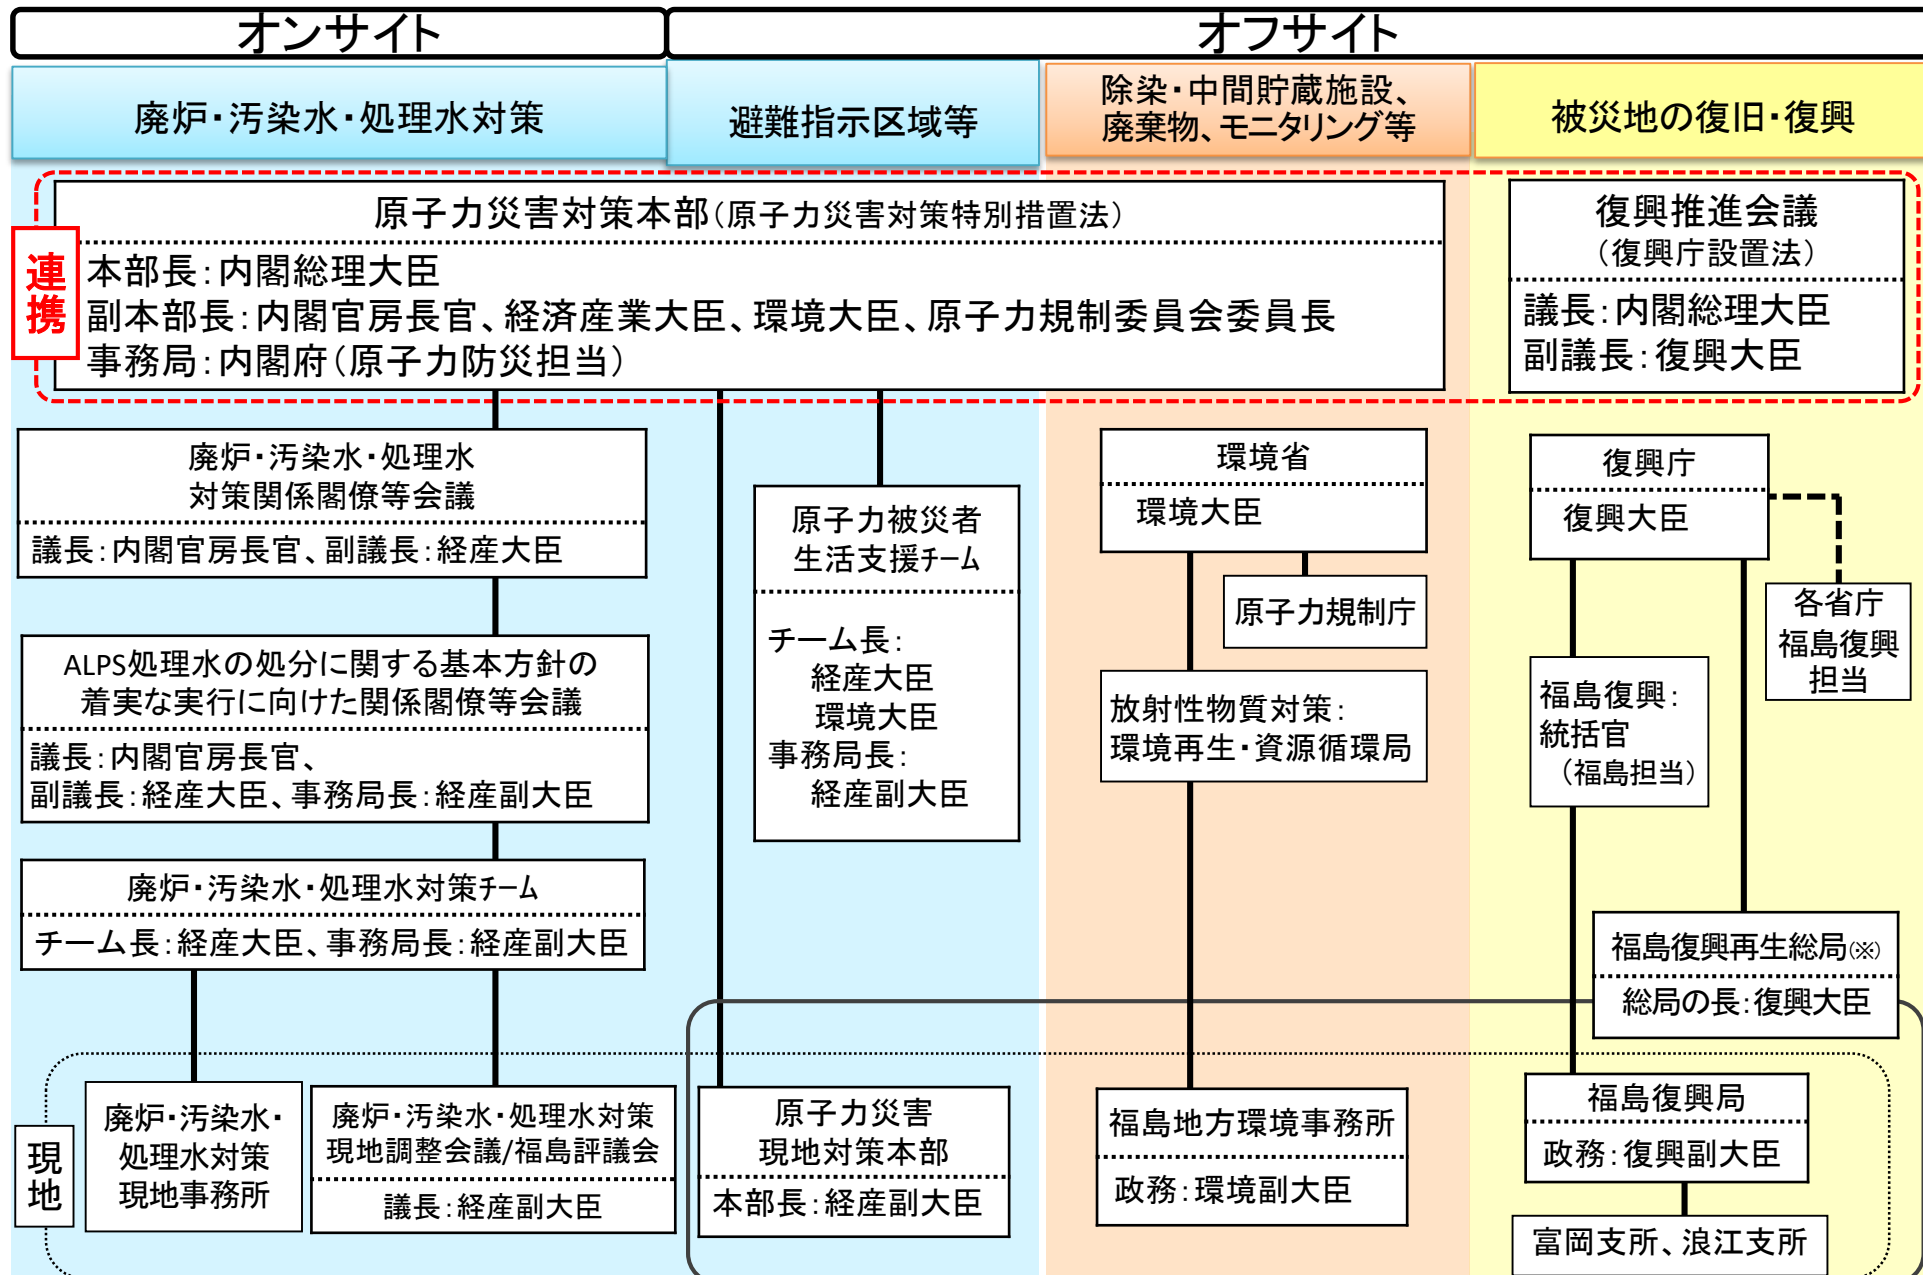 オンサイト
オフサイト
廃炉・汚染水・処理水対策
避難指示区域等
除染・中間貯蔵施設、
廃棄物、モニタリング等
被災地の復旧・復興
連携
原子力災害対策本部（原子力災害対策特別措置法）
本部長：内閣総理大臣
副本部長：内閣官房長官、経済産業大臣、環境大臣、原子力規制委員会委員長
事務局：内閣府（原子力防災担当）
復興推進会議
（復興庁設置法）
議長：内閣総理大臣
副議長：復興大臣
廃炉・汚染水・処理水
対策関係閣僚等会議
議長：内閣官房長官、副議長：経産大臣
ALPS処理水の処分に関する基本方針の
着実な実行に向けた関係閣僚等会議
議長：内閣官房長官、
副議長：経産大臣、事務局長：経産副大臣
廃炉・汚染水・処理水対策チーム
チーム長：経産大臣、事務局長：経産副大臣
原子力被災者
生活支援チーム
チーム長：
経産大臣
環境大臣
事務局長：
経産副大臣
環境省
環境大臣
原子力規制庁
放射性物質対策：
環境再生・資源循環局
復興庁
復興大臣
各省庁
福島復興
担当
福島復興：
統括官
（福島担当）
福島復興再生総局(※)
総局の長：復興大臣
現地
廃炉・汚染水・
処理水対策
現地事務所
廃炉・汚染水・処理水対策
現地調整会議/福島評議会
議長：経産副大臣
原子力災害
現地対策本部
本部長：経産副大臣
福島地方環境事務所
政務：環境副大臣
福島復興局
政務：復興副大臣
富岡支所、浪江支所